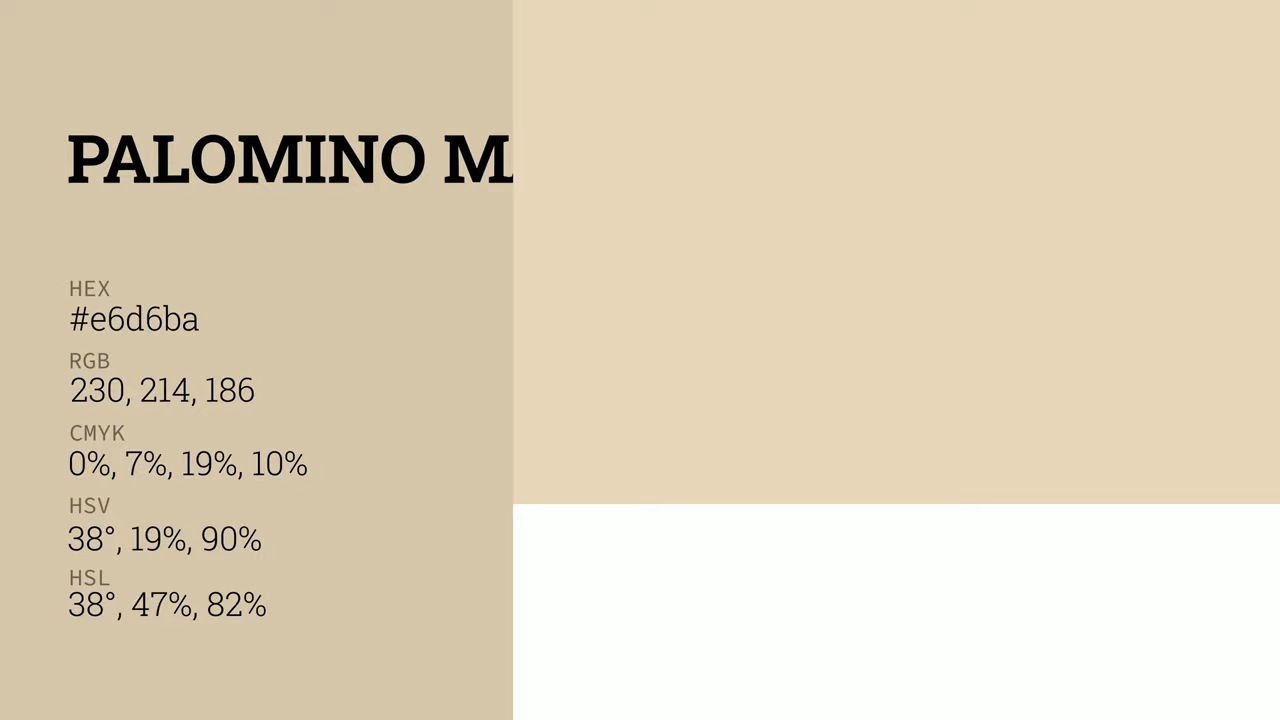 PALOMINO
HEX
#e6d6ba
RGB
230, 214, 186
CMYK
0%, 7%, 19%, 10%
HSV
38°, 19%, 90%
HSL
38°, 47%, 82%